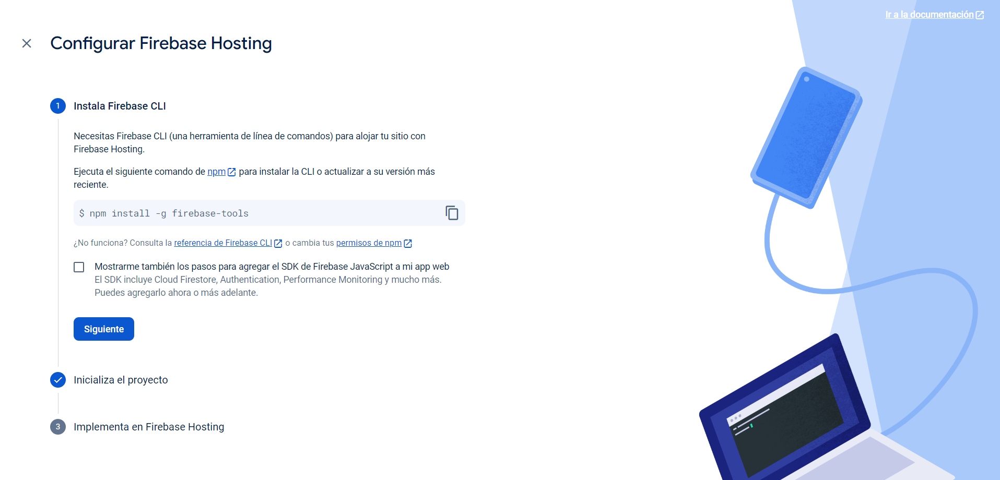 Ir a la documentación
Configurar Firebase Hosting
1 Instala Firebase CLI
Necesitas Firebase CLI (una herramienta de línea de comandos) para alojar tu sitio con
Firebase Hosting.
Ejecuta el siguiente comando de npm para instalar la CLI o actualizar a su versión más
reciente.
$ npm install -g firebase-tools
¿No funciona? Consulta la referencia de Firebase CLI o cambia tus permisos de npm
Mostrarme también los pasos para agregar el SDK de Firebase JavaScript a mi app web
El SDK incluye Cloud Firestore, Authentication, Performance Monitoring y mucho más.
Puedes agregarlo ahora o más adelante.
Siguiente
Inicializa el proyecto
3 Implementa en Firebase Hosting